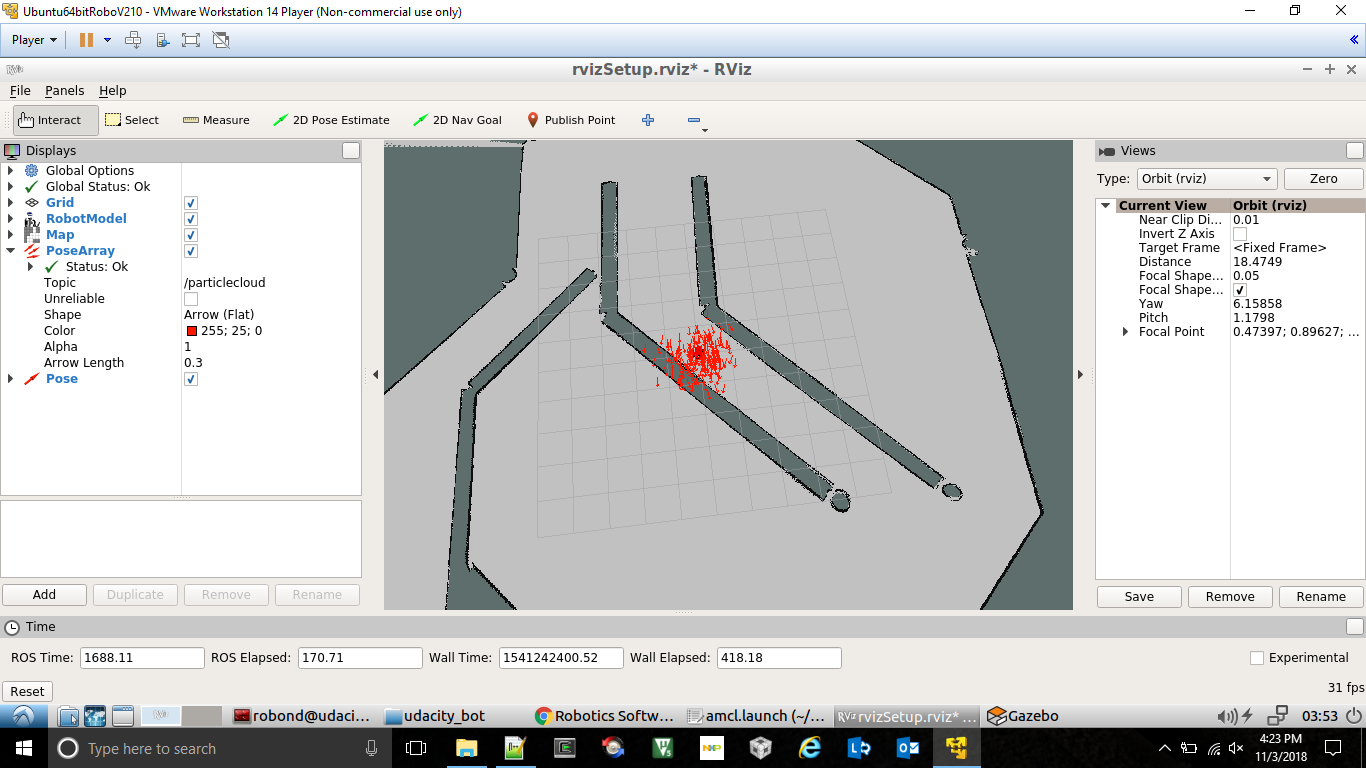 Ubuntu64bitRoboV210 - VMware Workstation 14 Player (Non-commercial use only)
Player
rvizSetup.rviz* - RViz
File Panels Help
Interact Select Measure 2D Pose Estimate 2D Nav Goal Publish Point
Displays
Global Options
Global Status: Ok
Grid
RobotModel
Map
PoseArray
Status: Ok
Topic /particlecloud
Unreliable
Shape Arrow (Flat)
Color 255; 25; 0
Alpha 1
Arrow Length 0.3
Pose
Add Duplicate Remove Rename
Views
Type: Orbit (rviz) Zero
Current View Orbit (rviz)
Near Clip Di... 0.01
Invert Z Axis
Target Frame <Fixed Frame>
Distance 18.4749
Focal Shape... 0.05
Focal Shape...
Yaw 6.15858
Pitch 1.1798
Focal Point 0.47397; 0.89627; ...
Save Remove Rename
Time
ROS Time: 1688.11 ROS Elapsed: 170.71 Wall Time: 1541242400.52 Wall Elapsed: 418.18 Experimental
Reset 31 fps
robond@udaci... udacity_bot Robotics Softw... amcl.launch (~/... RViz rvizSetup.rviz* ... Gazebo 03:53
Type here to search
4:23 PM
11/3/2018